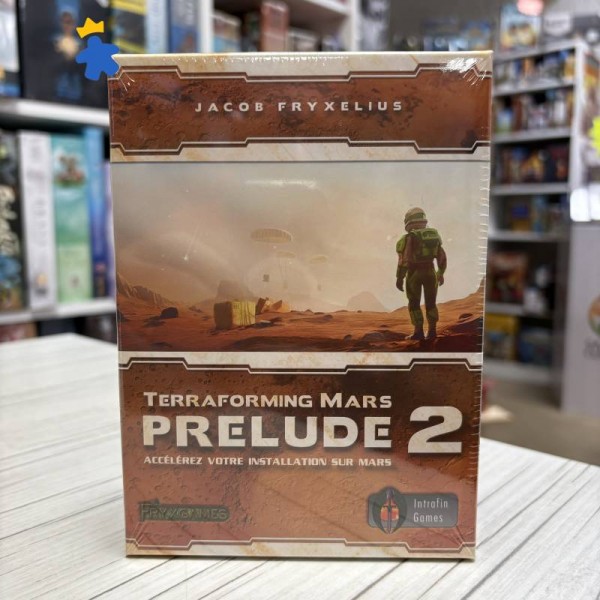 JACOB FRYXELIUS
TERRAFORMING MARS
PRELUDE 2
ACCÉLÉREZ VOTRE INSTALLATION SUR MARS
FRYXGAMES
Intrafin
Games